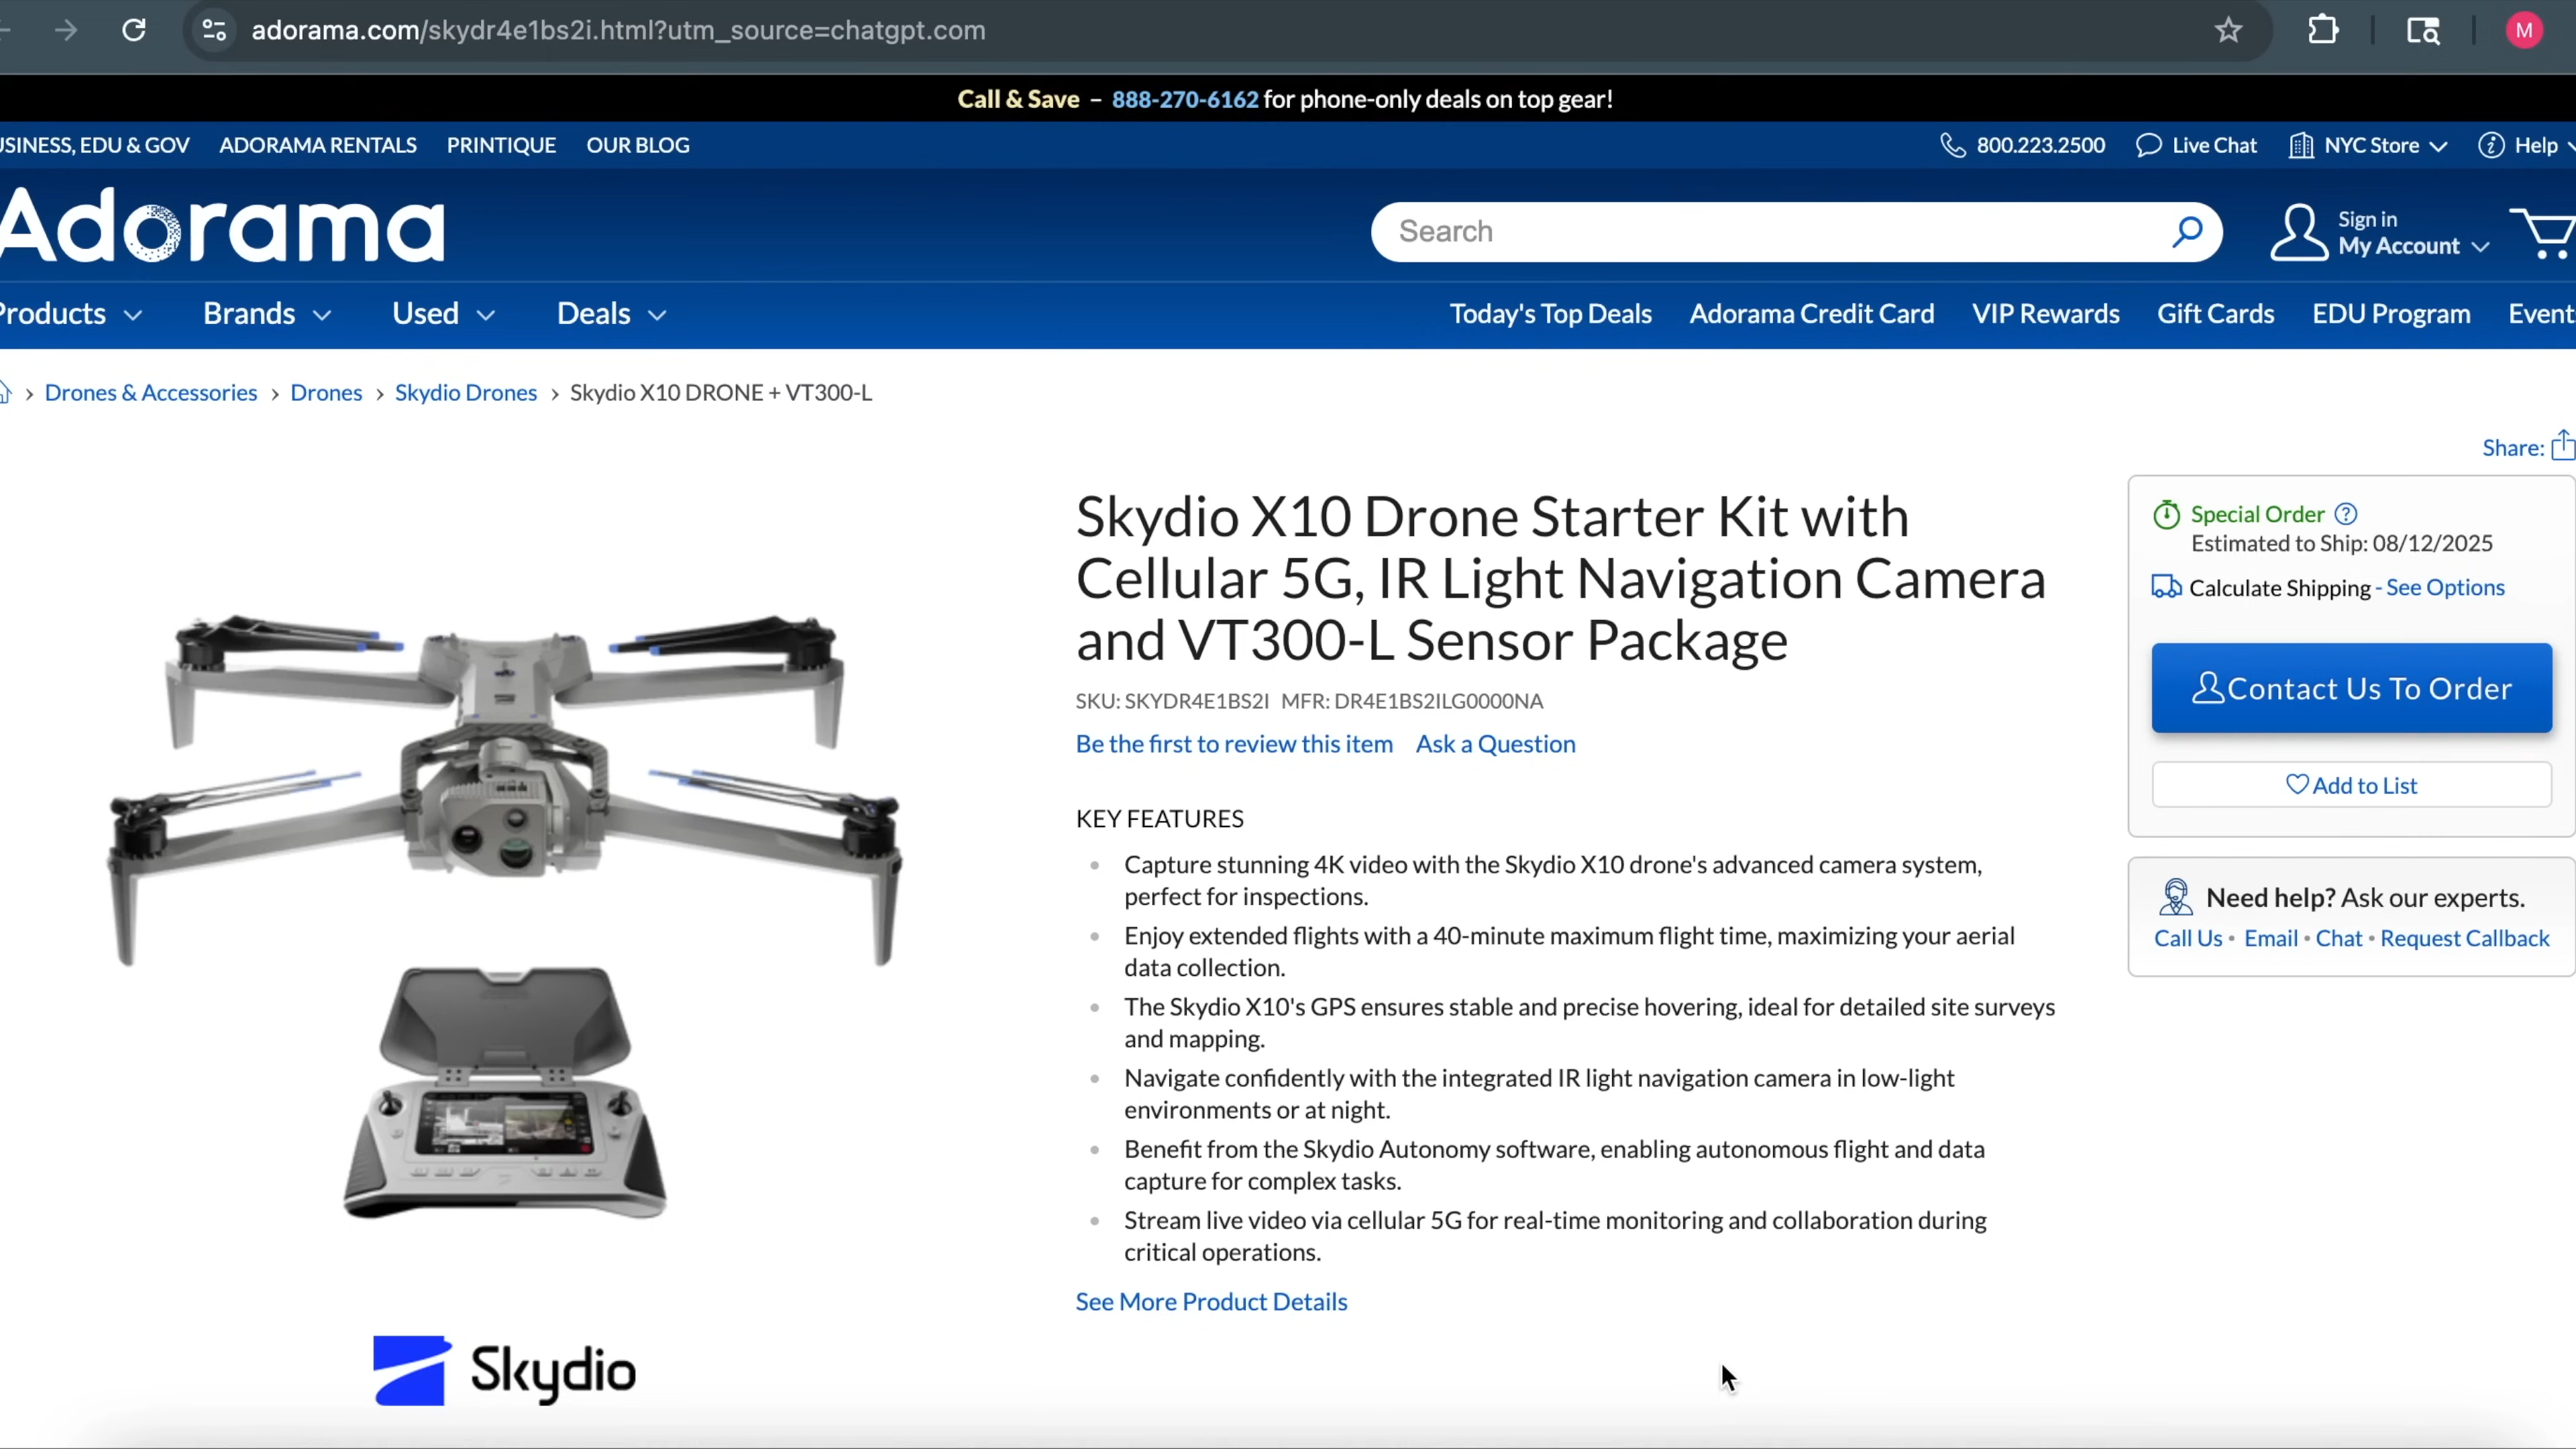 adorama.com/skydr4e1bs2i.html?utm_source=chatgpt.com
M
Call & Save – 888-270-6162 for phone-only deals on top gear!
USINESS, EDU & GOV ADORAMA RENTALS PRINTIQUE OUR BLOG
800.223.2500 Live Chat NYC Store Help
Adorama
Search
Sign in
My Account
Products Brands Used Deals
Today's Top Deals Adorama Credit Card VIP Rewards Gift Cards EDU Program Event
Drones & Accessories › Drones › Skydio Drones › Skydio X10 DRONE + VT300-L
Share:
Skydio X10 Drone Starter Kit with
Cellular 5G, IR Light Navigation Camera
and VT300-L Sensor Package
SKU: SKYDR4E1BS2I MFR: DR4E1BS2ILG0000NA
Be the first to review this item Ask a Question
KEY FEATURES
Capture stunning 4K video with the Skydio X10 drone's advanced camera system,
perfect for inspections.
Enjoy extended flights with a 40-minute maximum flight time, maximizing your aerial
data collection.
The Skydio X10's GPS ensures stable and precise hovering, ideal for detailed site surveys
and mapping.
Navigate confidently with the integrated IR light navigation camera in low-light
environments or at night.
Benefit from the Skydio Autonomy software, enabling autonomous flight and data
capture for complex tasks.
Stream live video via cellular 5G for real-time monitoring and collaboration during
critical operations.
See More Product Details
Special Order
Estimated to Ship: 08/12/2025
Calculate Shipping - See Options
Contact Us To Order
Add to List
Need help? Ask our experts.
Call Us • Email • Chat • Request Callback
Skydio